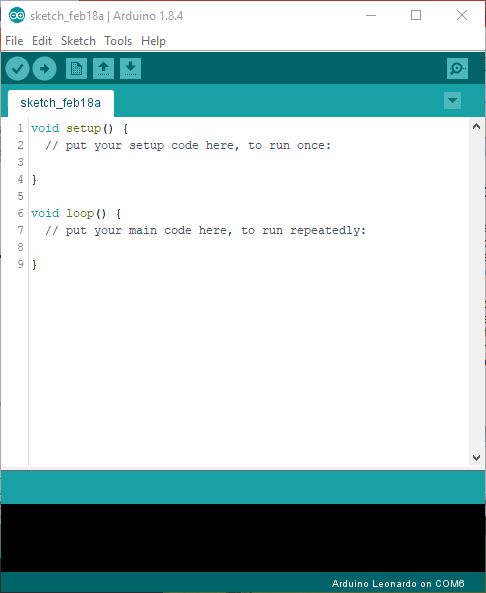 sketch_feb18a | Arduino 1.8.4
File Edit Sketch Tools Help
sketch_feb18a
1 void setup() {
2   // put your setup code here, to run once:
3
4 }
5
6 void loop() {
7   // put your main code here, to run repeatedly:
8
9 }
Arduino Leonardo on COM6